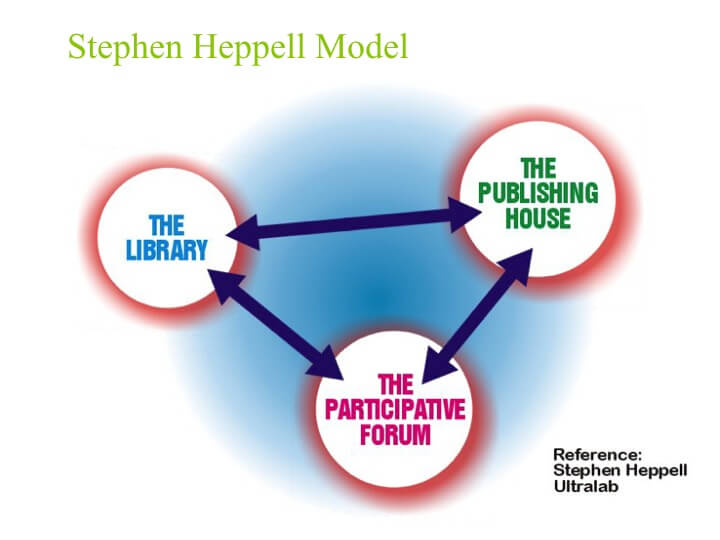 Stephen Heppell Model
THE
PUBLISHING
HOUSE
THE
LIBRARY
THE
PARTICIPATIVE
FORUM
Reference:
Stephen Heppell
Ultralab